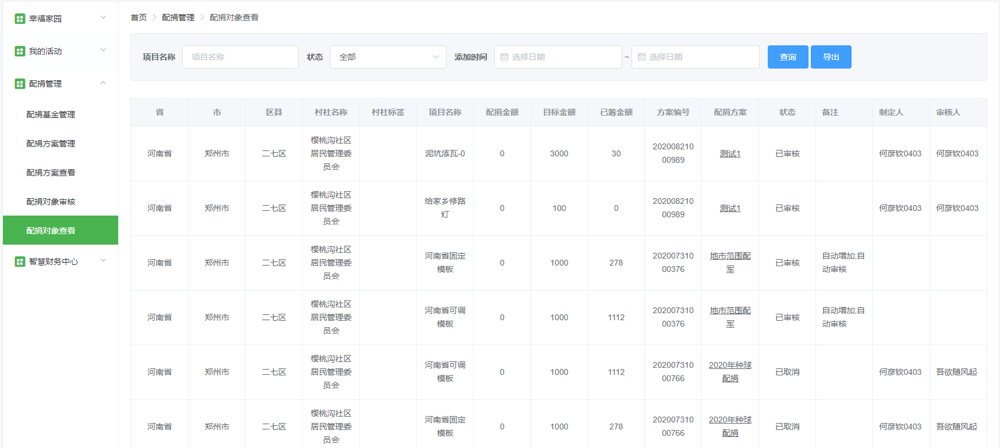 幸福家园
我的活动
配捐管理
配捐基金管理
配捐方案管理
配捐方案查看
配捐对象审核
配捐对象查看
智慧财务中心
首页 配捐管理 配捐对象查看
项目名称 项目名称 状态 全部 添加时间 选择日期 ~ 选择日期 查询 导出
省 市 区县 村社名称 村社标签 项目名称 配捐金额 目标金额 已筹金额 方案编号 配捐方案 状态 备注 制定人 审核人
河南省 郑州市 二七区 樱桃沟社区居民管理委员会 泥坑添瓦-0 0 3000 30 20200821000989 测试1 已审核 何彦钦0403 何彦钦0403
河南省 郑州市 二七区 樱桃沟社区居民管理委员会 给家乡修路灯 0 100 0 20200821000989 测试1 已审核 何彦钦0403 何彦钦0403
河南省 郑州市 二七区 樱桃沟社区居民管理委员会 河南省固定模板 0 1000 278 20200731000376 地市范围配军 已审核 自动增加;自动审核
河南省 郑州市 二七区 樱桃沟社区居民管理委员会 河南省可调模板 0 1000 1112 20200731000376 地市范围配军 已审核 自动增加;自动审核
河南省 郑州市 二七区 樱桃沟社区居民管理委员会 河南省可调模板 0 1000 1112 20200731000766 2020年种球配捐 已取消 何彦钦0403 吾欲随风起
河南省 郑州市 二七区 樱桃沟社区居民管理委员会 河南省固定模板 0 1000 278 20200731000766 2020年种球配捐 已取消 何彦钦0403 吾欲随风起